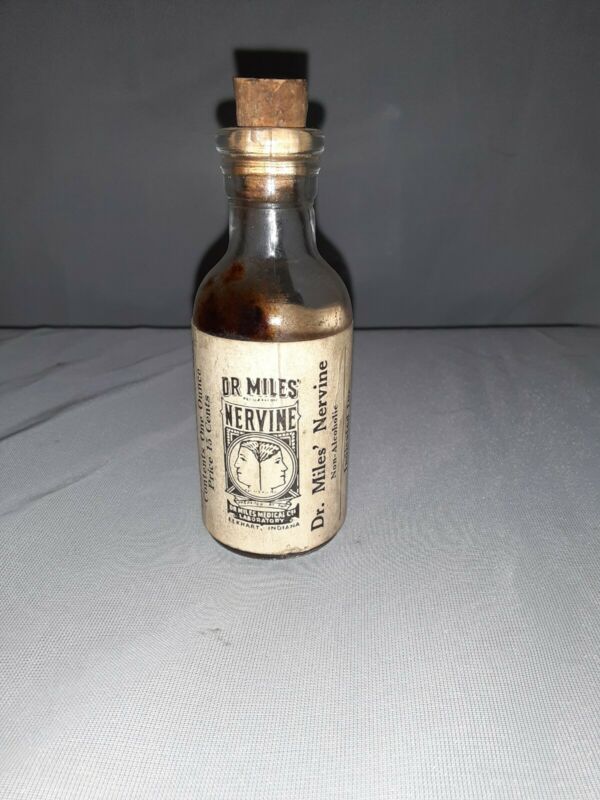 Contents One Ounce
Price 15 Cents
DR MILES'
NERVINE
DR MILES MEDICAL CO.
LABORATORY
ELKHART, INDIANA
Dr. Miles' Nervine
Non-Alcoholic